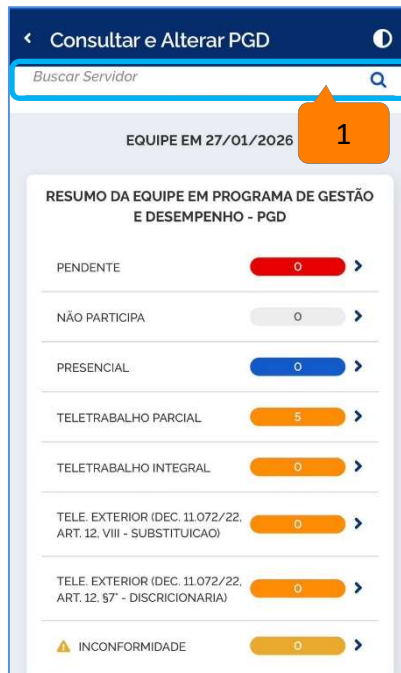 Consultar e Alterar PGD
Buscar Servidor
1
EQUIPE EM 27/01/2026
RESUMO DA EQUIPE EM PROGRAMA DE GESTÃO
E DESEMPENHO - PGD
PENDENTE 0
NÃO PARTICIPA 0
PRESENCIAL 0
TELETRABALHO PARCIAL 5
TELETRABALHO INTEGRAL 0
TELE. EXTERIOR (DEC. 11.072/22,
ART. 12, VIII - SUBSTITUICAO) 0
TELE. EXTERIOR (DEC. 11.072/22,
ART. 12, §7° - DISCRICIONARIA) 0
INCONFORMIDADE 0